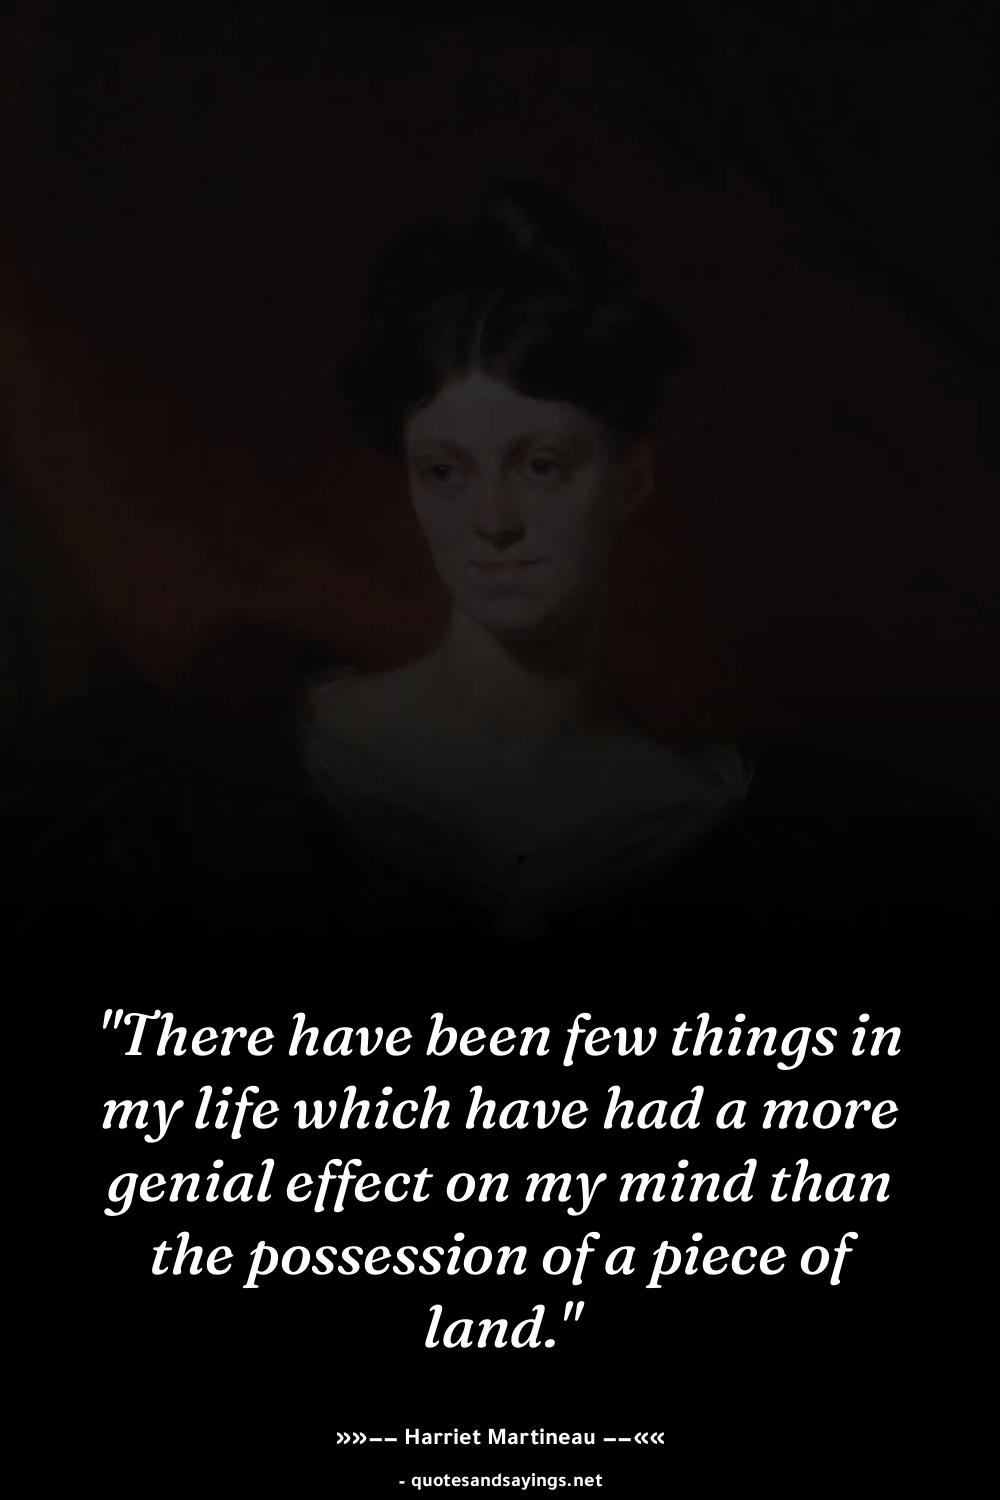 "There have been few things in
my life which have had a more
genial effect on my mind than
the possession of a piece of
land."
»»−− Harriet Martineau −−««
- quotesandsayings.net